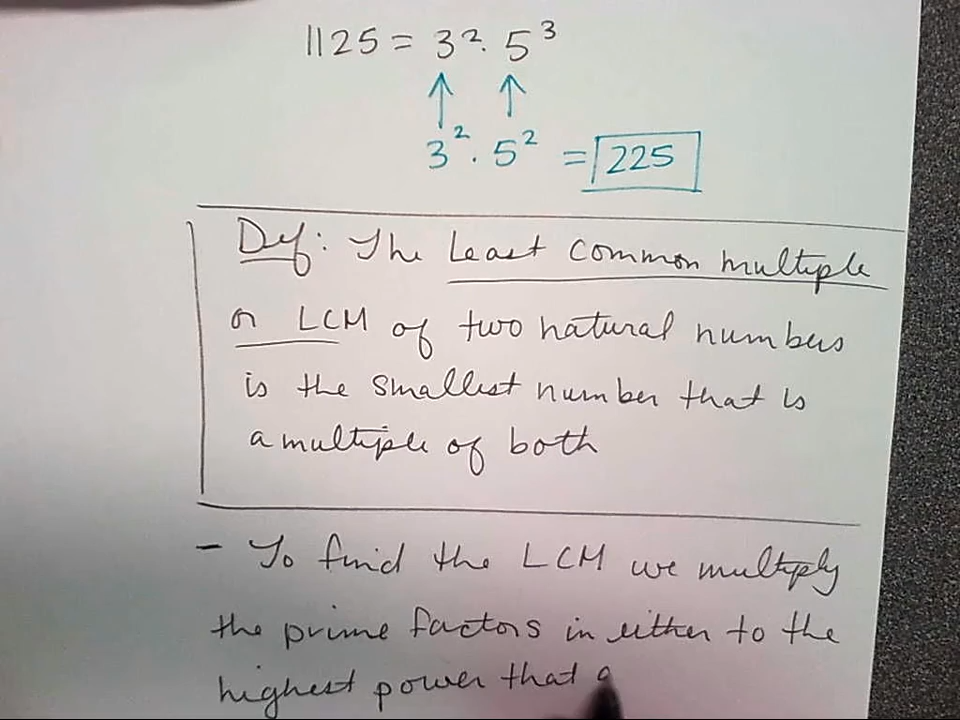 1125 = 3². 5³
↑ ↑
3². 5² = 225
Def: The Least Common Multiple
or LCM of two natural numbers
is the smallest number that is
a multiple of both
- To find the LCM we multiply
the prime factors in either to the
highest power that